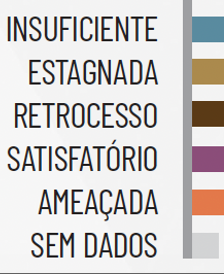 INSUFICIENTE
ESTAGNADA
RETROCESSO
SATISFATÓRIO
AMEAÇADA
SEM DADOS